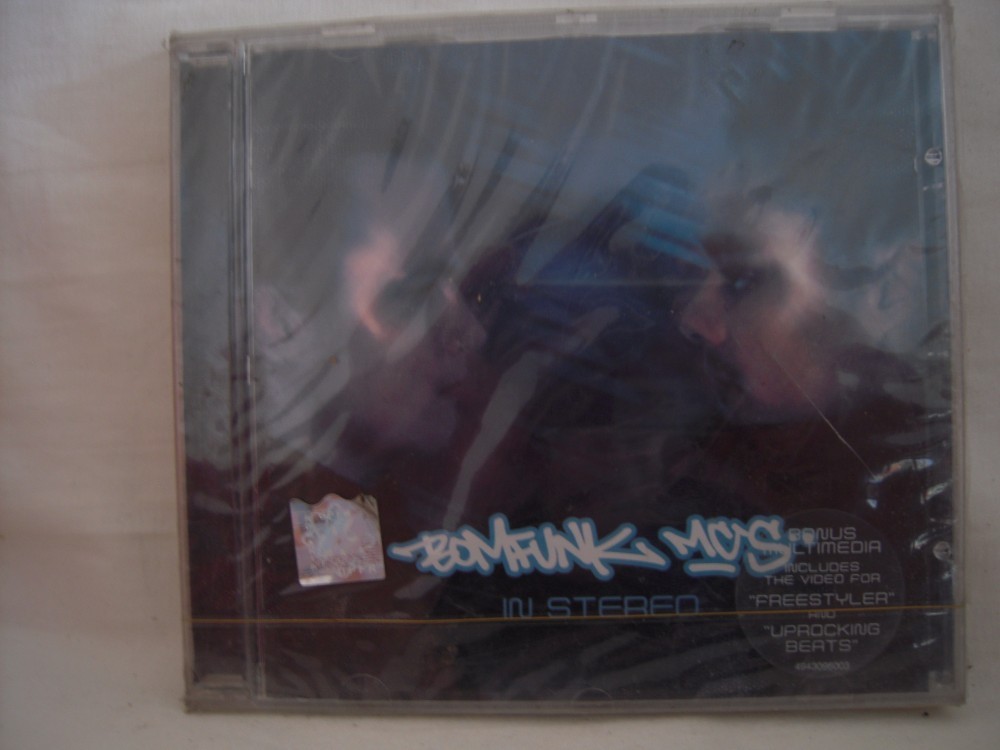 BOMFUNK MC'S
IN STEREO
BONUS
MULTIMEDIA
INCLUDES
THE VIDEO FOR
"FREESTYLER"
AND
"UPROCKING
BEATS"